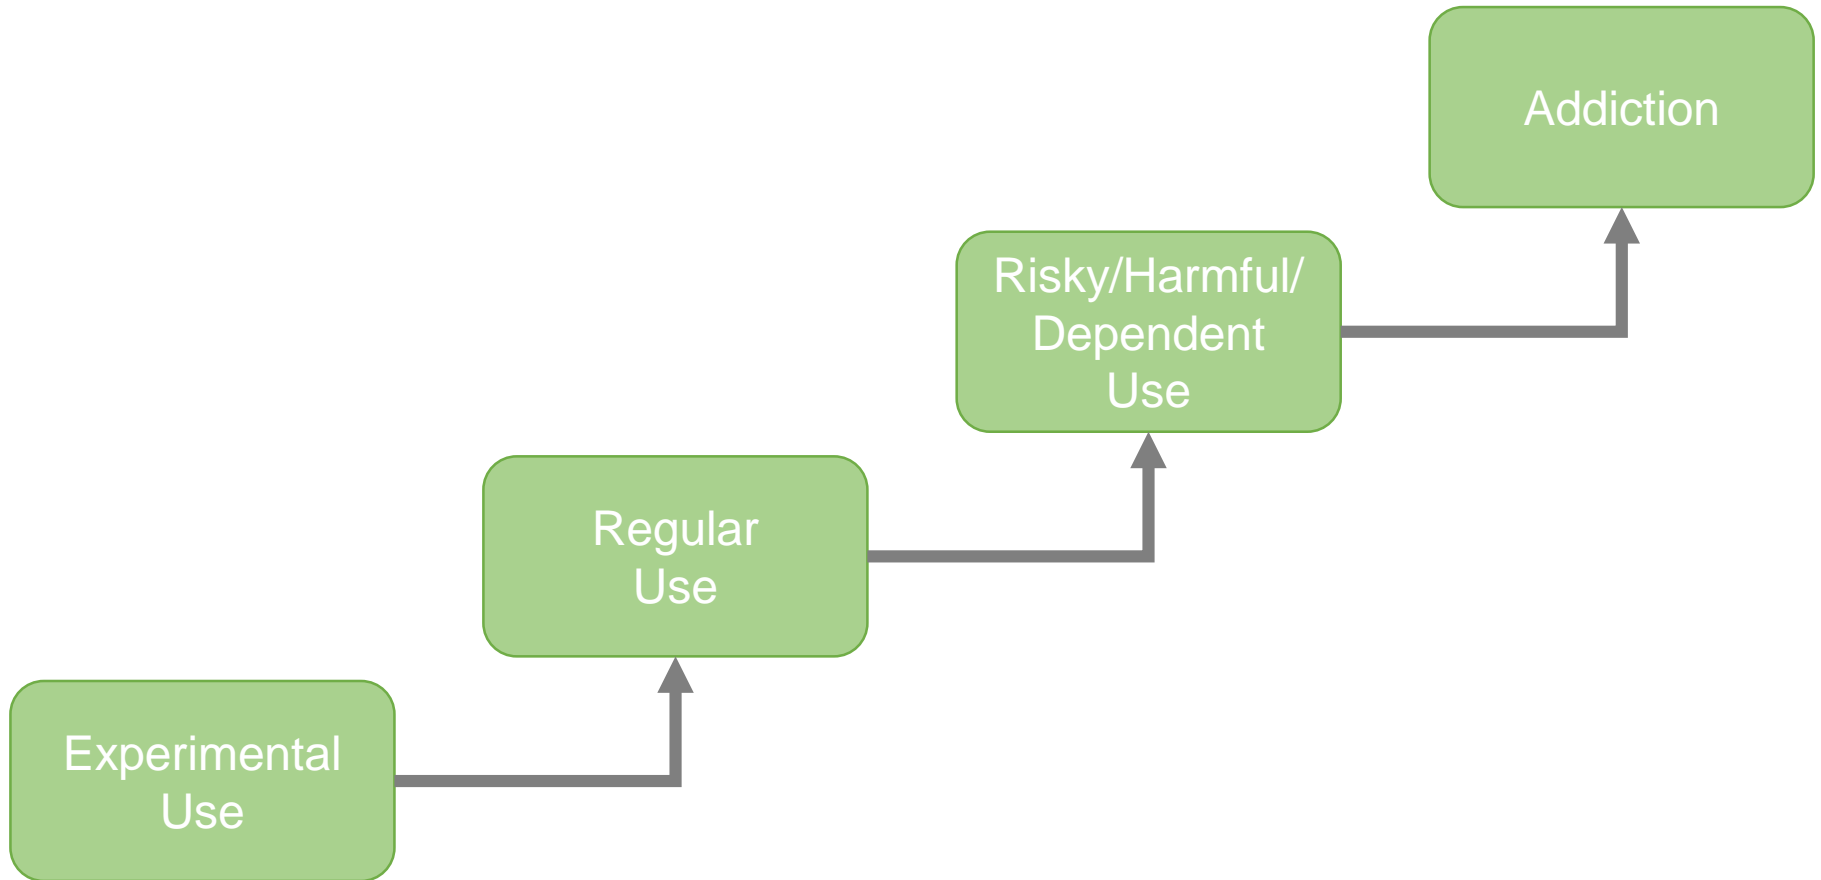 Addiction
Risky/Harmful/
Dependent
Use
Regular
Use
Experimental
Use